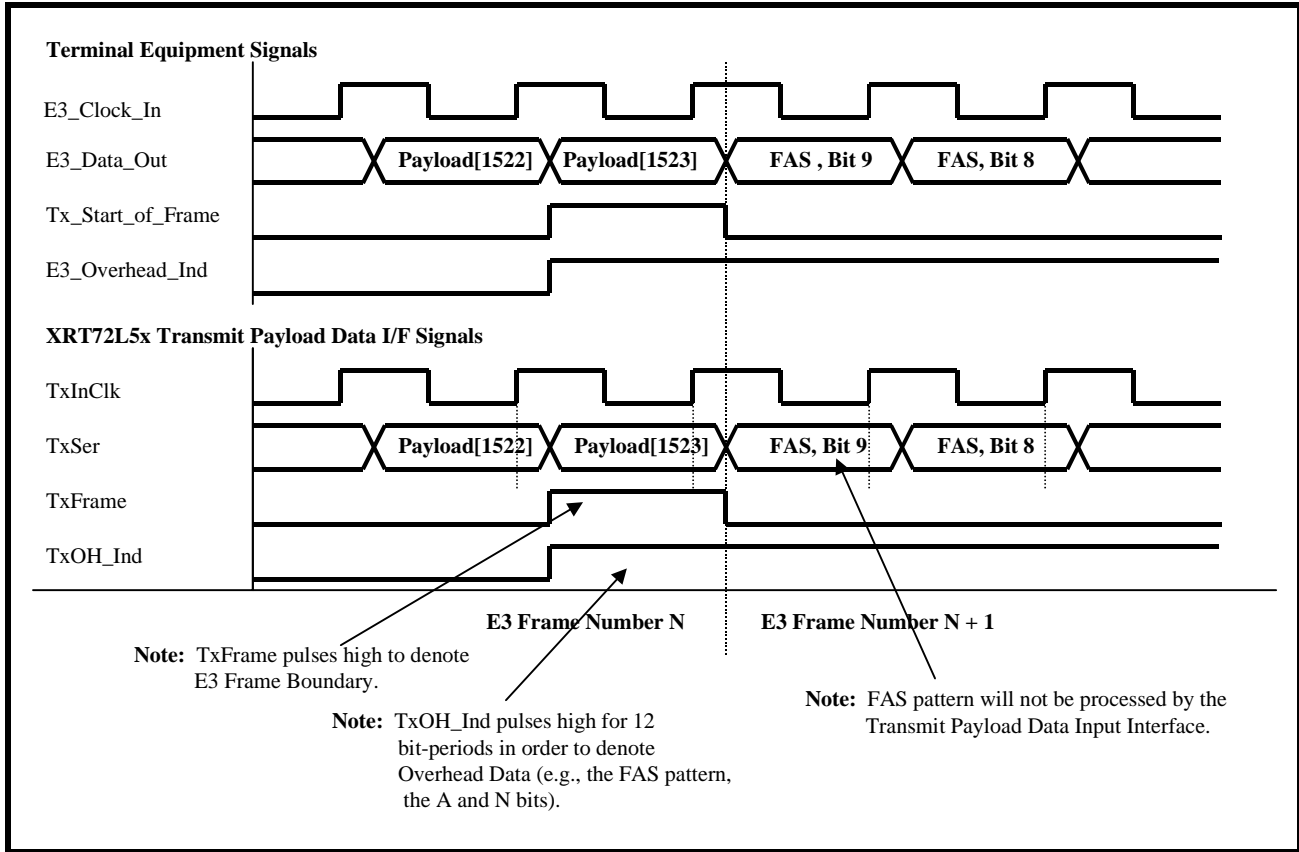 Terminal Equipment Signals
E3_Clock_In
E3_Data_Out
Payload[1522]
Payload[1523]
FAS , Bit 9
FAS, Bit 8
Tx_Start_of_Frame
E3_Overhead_Ind
XRT72L5x Transmit Payload Data I/F Signals
TxInClk
TxSer
Payload[1522]
Payload[1523]
FAS, Bit 9
FAS, Bit 8
TxFrame
TxOH_Ind
E3 Frame Number N
E3 Frame Number N + 1
Note: TxFrame pulses high to denote
E3 Frame Boundary.
Note: TxOH_Ind pulses high for 12
bit-periods in order to denote
Overhead Data (e.g., the FAS pattern,
the A and N bits).
Note: FAS pattern will not be processed by the
Transmit Payload Data Input Interface.